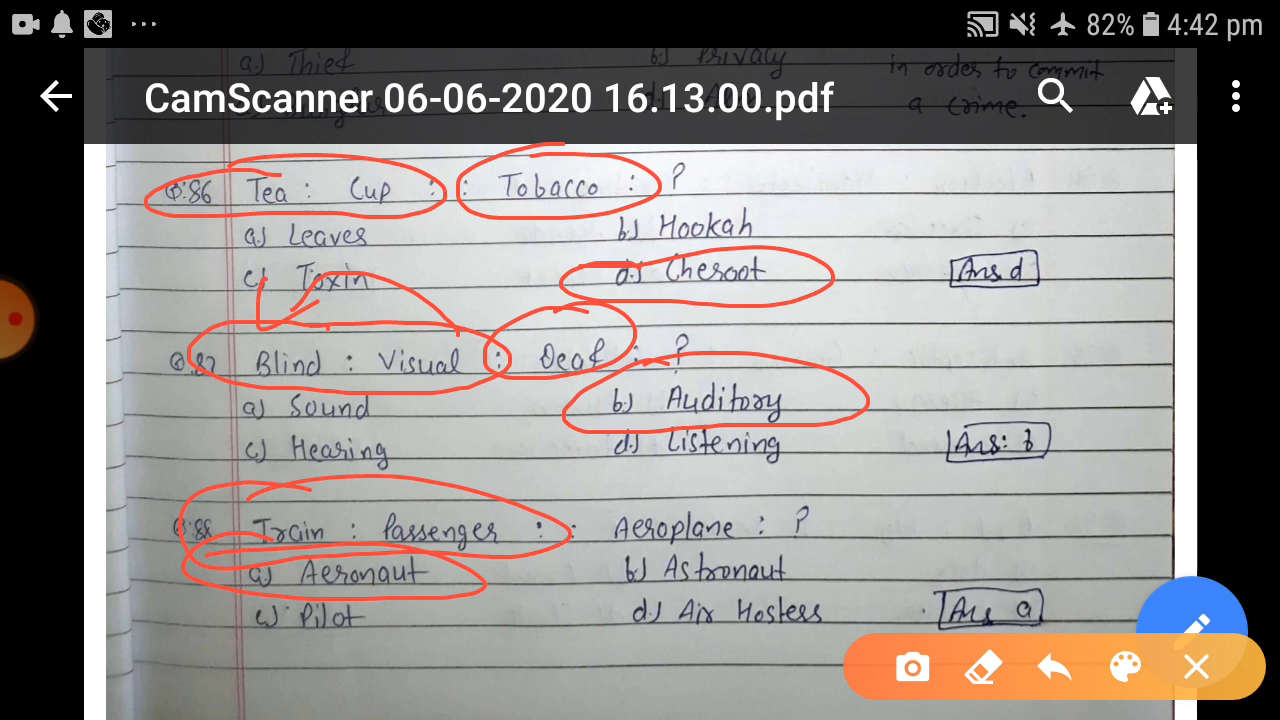 82% 4:42 pm
a.) Thief b.) Privacy in order to commit
CamScanner 06-06-2020 16.13.00.pdf
a crime.
Q:86 Tea : Cup : : Tobacco : ?
a.) Leaves b.) Hookah
c.) Toxin d.) Cheroot Ans d
Q:87 Blind : Visual : Deaf : ?
a) Sound b.) Auditory
c.) Hearing d.) Listening Ans: b
Q:88 Train : Passenger : : Aeroplane : ?
a) Aeronaut b.) Astronaut
c.) Pilot d.) Air Hostess Ans a